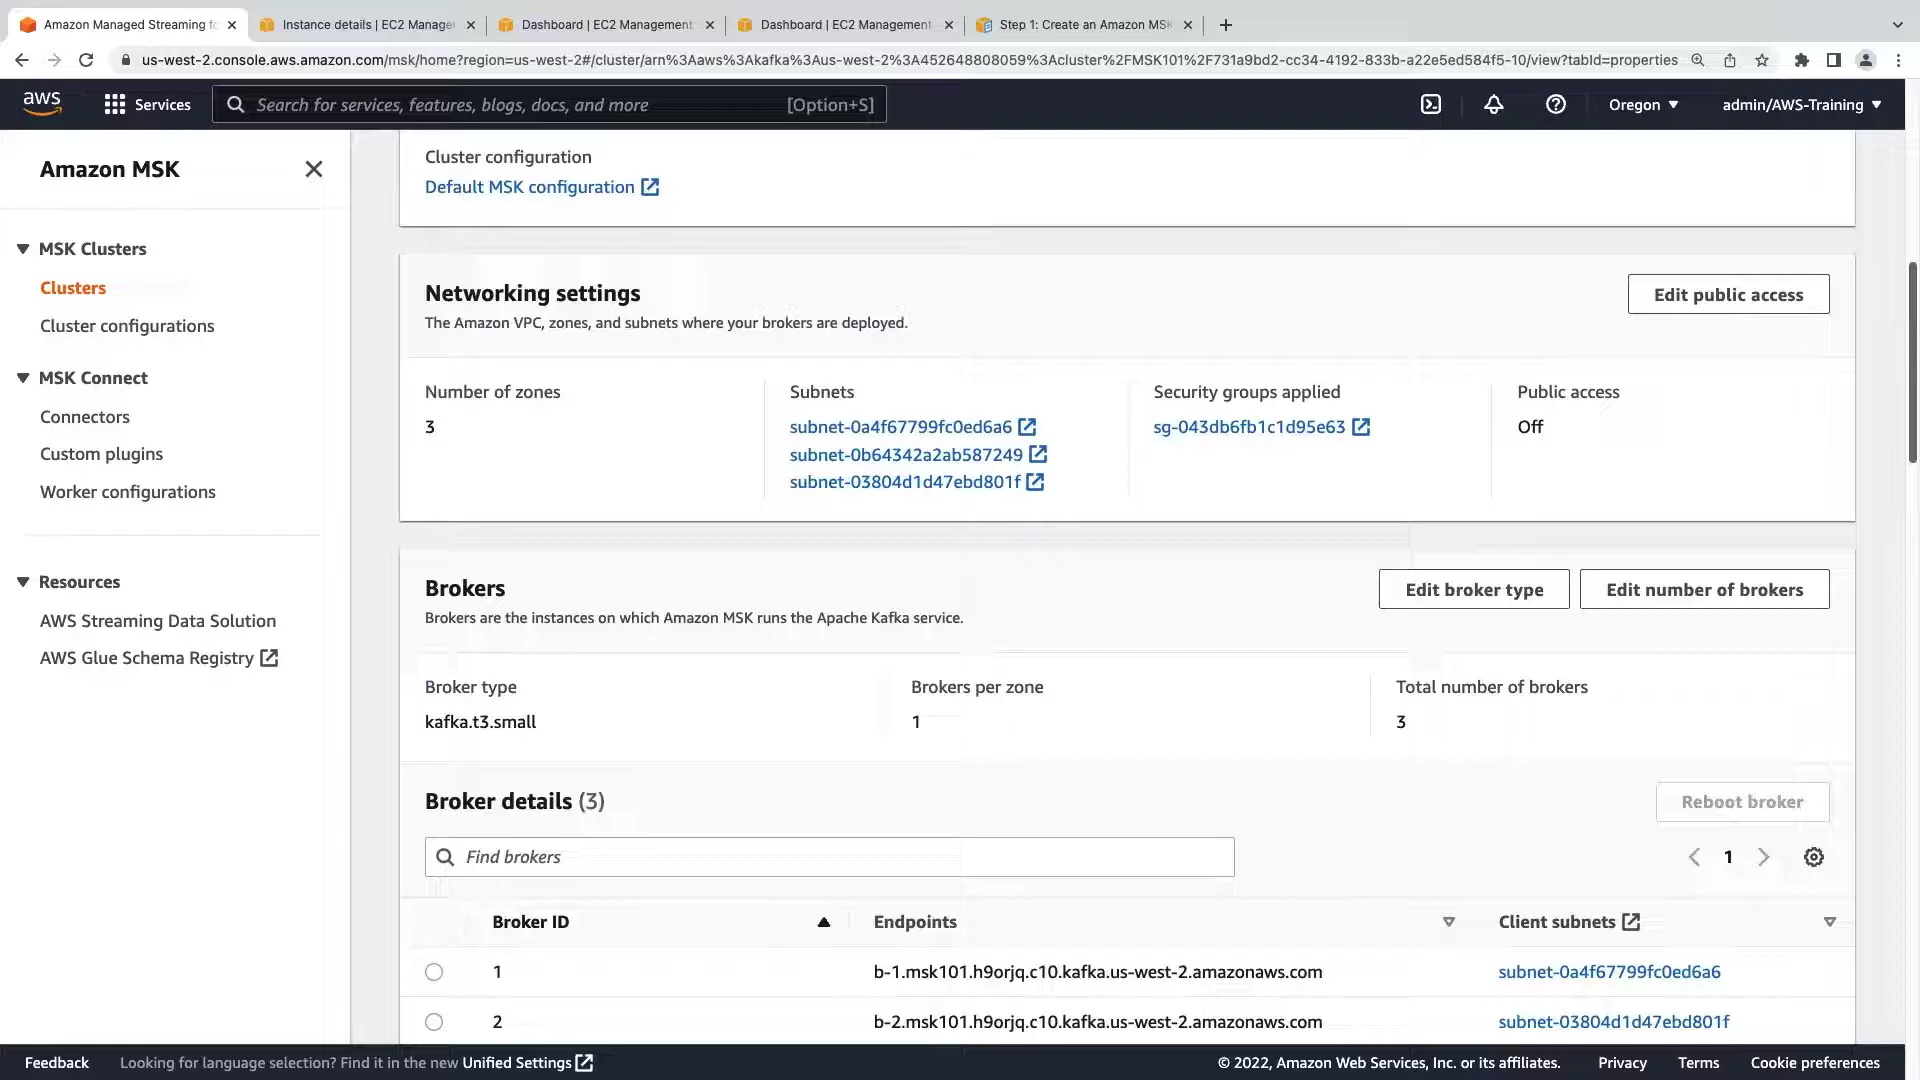 Amazon Managed Streaming fo
Instance details | EC2 Manage
Dashboard | EC2 Management
Dashboard | EC2 Management
Step 1: Create an Amazon MSK
us-west-2.console.aws.amazon.com/msk/home?region=us-west-2#/cluster/arn%3Aaws%3Akafka%3Aus-west-2%3A452648808059%3Acluster%2FMSK101%2F731a9bd2-cc34-4192-833b-a22e5ed584f5-10/view?tabId=properties
aws
Services
Search for services, features, blogs, docs, and more
[Option+S]
Oregon
admin/AWS-Training
Amazon MSK
MSK Clusters
Clusters
Cluster configurations
MSK Connect
Connectors
Custom plugins
Worker configurations
Resources
AWS Streaming Data Solution
AWS Glue Schema Registry
Cluster configuration
Default MSK configuration
Networking settings
Edit public access
The Amazon VPC, zones, and subnets where your brokers are deployed.
Number of zones
3
Subnets
subnet-0a4f67799fc0ed6a6
subnet-0b64342a2ab587249
subnet-03804d1d47ebd801f
Security groups applied
sg-043db6fb1c1d95e63
Public access
Off
Brokers
Edit broker type
Edit number of brokers
Brokers are the instances on which Amazon MSK runs the Apache Kafka service.
Broker type
kafka.t3.small
Brokers per zone
1
Total number of brokers
3
Broker details (3)
Reboot broker
Find brokers
1
Broker ID
Endpoints
Client subnets
1
b-1.msk101.h9orjq.c10.kafka.us-west-2.amazonaws.com
subnet-0a4f67799fc0ed6a6
2
b-2.msk101.h9orjq.c10.kafka.us-west-2.amazonaws.com
subnet-03804d1d47ebd801f
Feedback
Looking for language selection? Find it in the new Unified Settings
© 2022, Amazon Web Services, Inc. or its affiliates.
Privacy
Terms
Cookie preferences